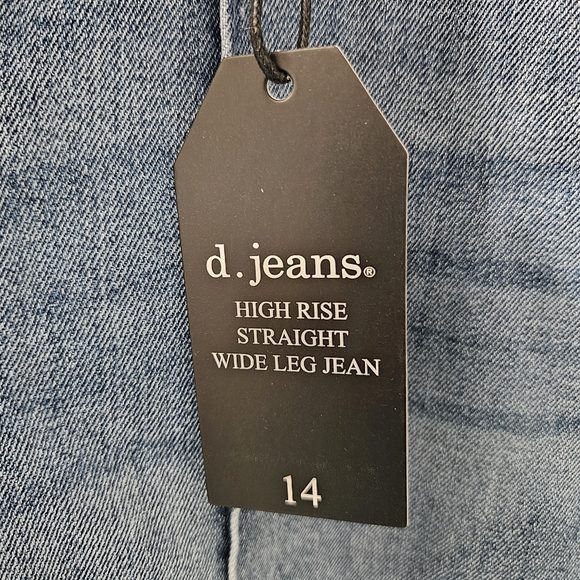 d.jeans®
HIGH RISE
STRAIGHT
WIDE LEG JEAN
14